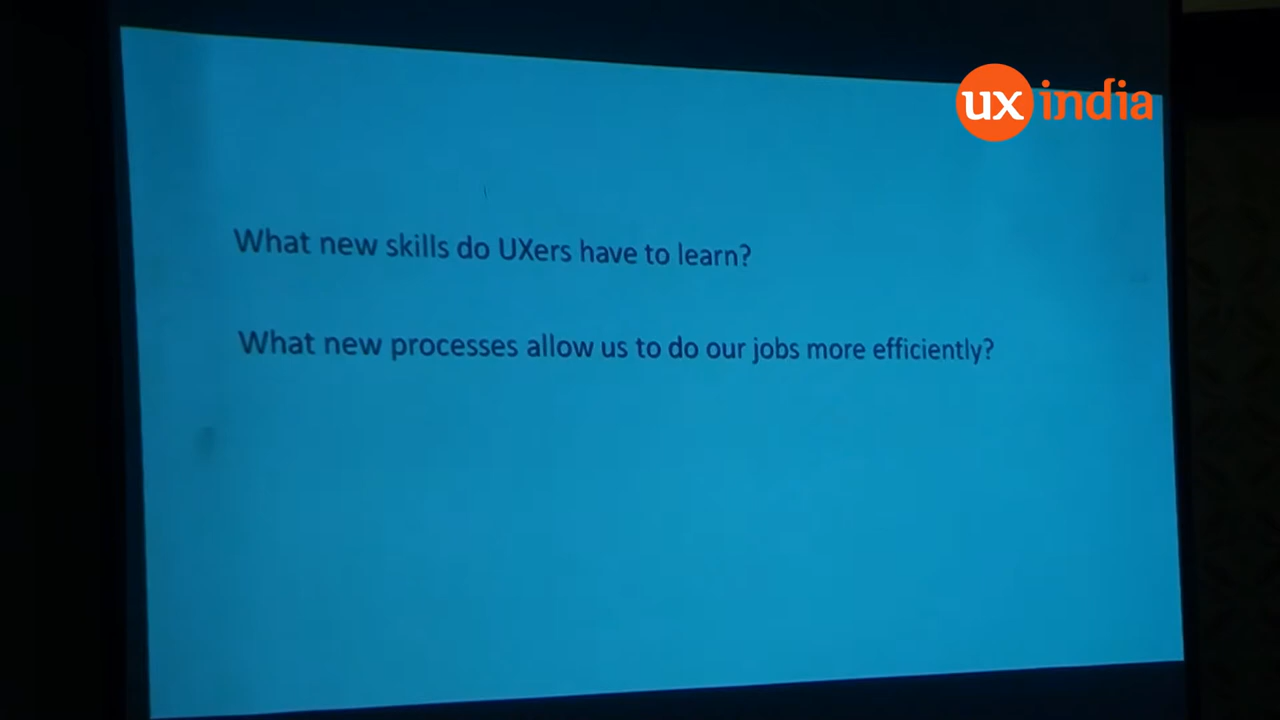 ux india
What new skills do UXers have to learn?
What new processes allow us to do our jobs more efficiently?